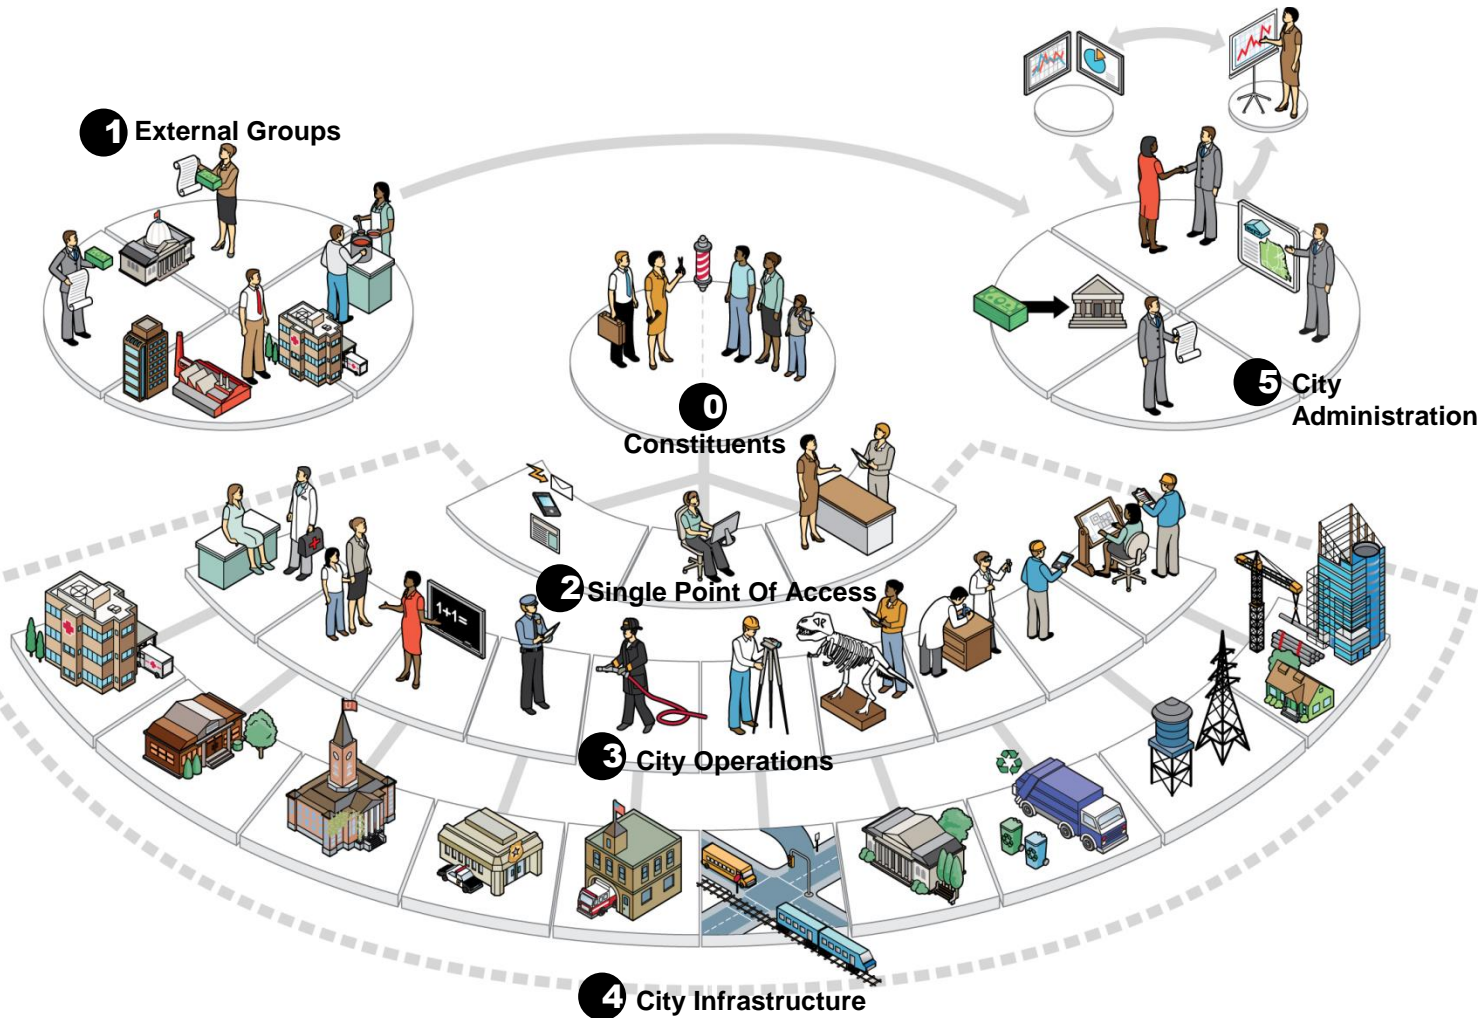 1 External Groups
0
Constituents
5 City
Administration
2 Single Point Of Access
1+1=
3 City Operations
4 City Infrastructure